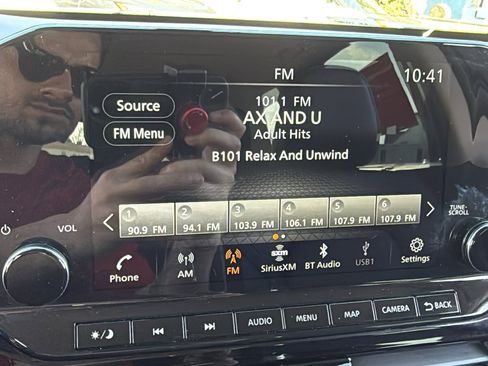 FM
10:41
Source
101.1 FM
AX AND U
FM Menu
Adult Hits
B101 Relax And Unwind
1 2 3 4 5 6
90.9 FM 94.1 FM 103.9 FM 106.1 FM 107.9 FM 107.9 FM
VOL
TUNE·
SCROLL
Phone AM FM SiriusXM BT Audio USB1 Settings
sxm
AUDIO MENU MAP CAMERA BACK